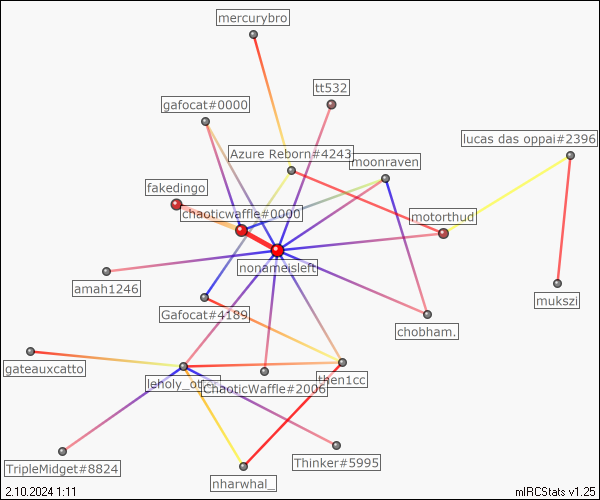 mercurybro
tt532
gafocat#0000
lucas das oppai#2396
Azure Reborn#4243
moonraven
fakedingo
chaoticwaffle#0000
motorthud
nonameisleft
amah1246
mukszi
Gafocat#4189
chobham.
gateauxcatto
then1cc
ChaoticWaffle#2006
TripleMidget#8824
Thinker#5995
nharwhal_
2.10.2024 1:11
mIRCStats v1.25